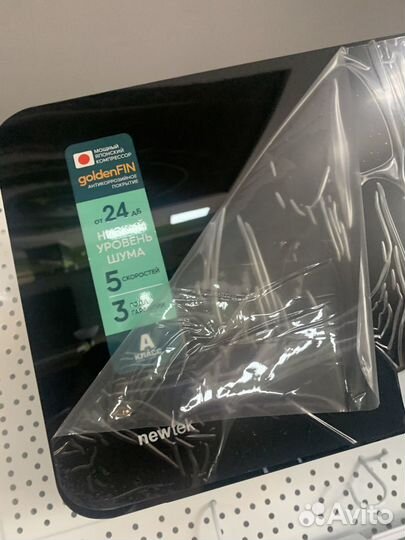 МОЩНЫЙ
ЯПОНСКИЙ
КОМПРЕССОР
goldenFIN
АНТИКОРРОЗИЙНОЕ
ПОКРЫТИЕ
ОТ 24 ДБ
НИЗКИЙ
УРОВЕНЬ
ШУМА
5 СКОРОСТЕЙ
3 ГОДА
ГАРАНТИИ
A
КЛАСС
newtek
Avito